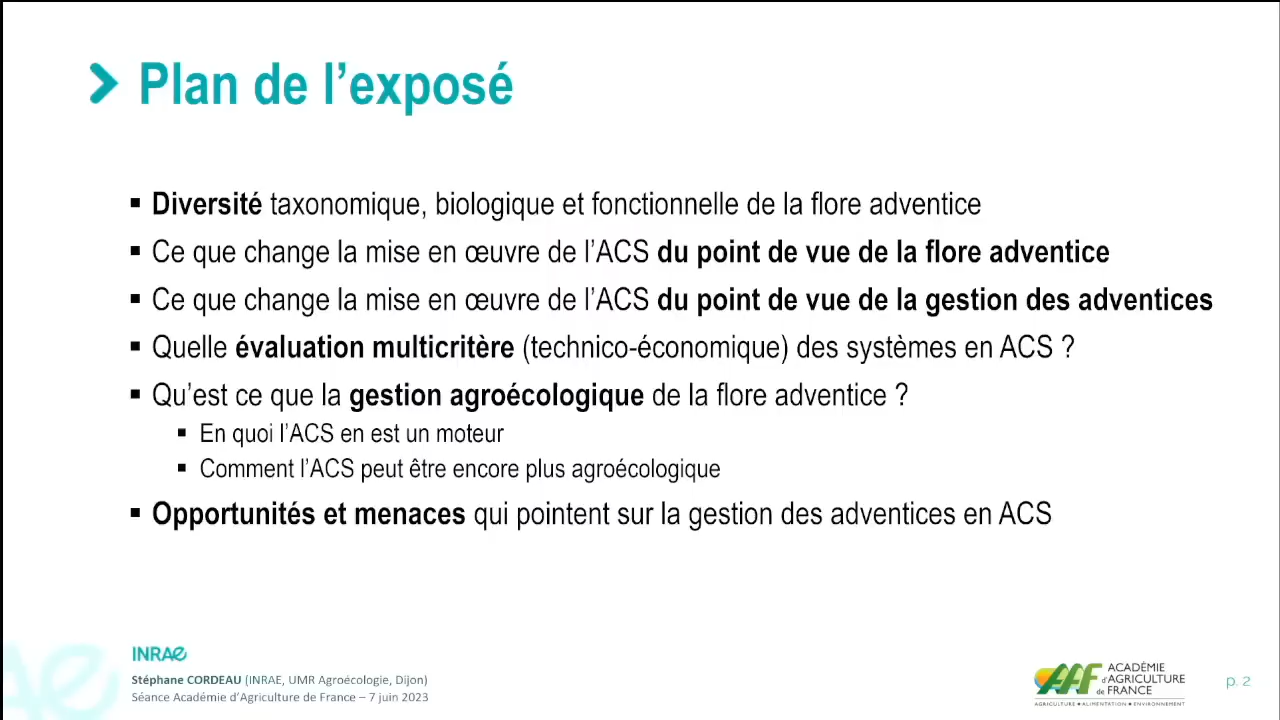 Plan de l’exposé
▪ Diversité taxonomique, biologique et fonctionnelle de la flore adventice
▪ Ce que change la mise en œuvre de l’ACS du point de vue de la flore adventice
▪ Ce que change la mise en œuvre de l’ACS du point de vue de la gestion des adventices
▪ Quelle évaluation multicritère (technico-économique) des systèmes en ACS ?
▪ Qu’est ce que la gestion agroécologique de la flore adventice ?
▪ En quoi l’ACS en est un moteur
▪ Comment l’ACS peut être encore plus agroécologique
▪ Opportunités et menaces qui pointent sur la gestion des adventices en ACS
INRAE
Stéphane CORDEAU (INRAE, UMR Agroécologie, Dijon)
Séance Académie d’Agriculture de France – 7 juin 2023
AAF
ACADÉMIE
d’AGRICULTURE
de FRANCE
AGRICULTURE • ALIMENTATION • ENVIRONNEMENT
p. 2